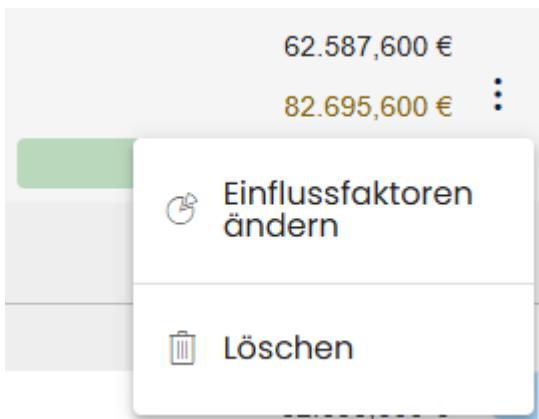 62.587,600 €
82.695,600 €
Einflussfaktoren
ändern
Löschen